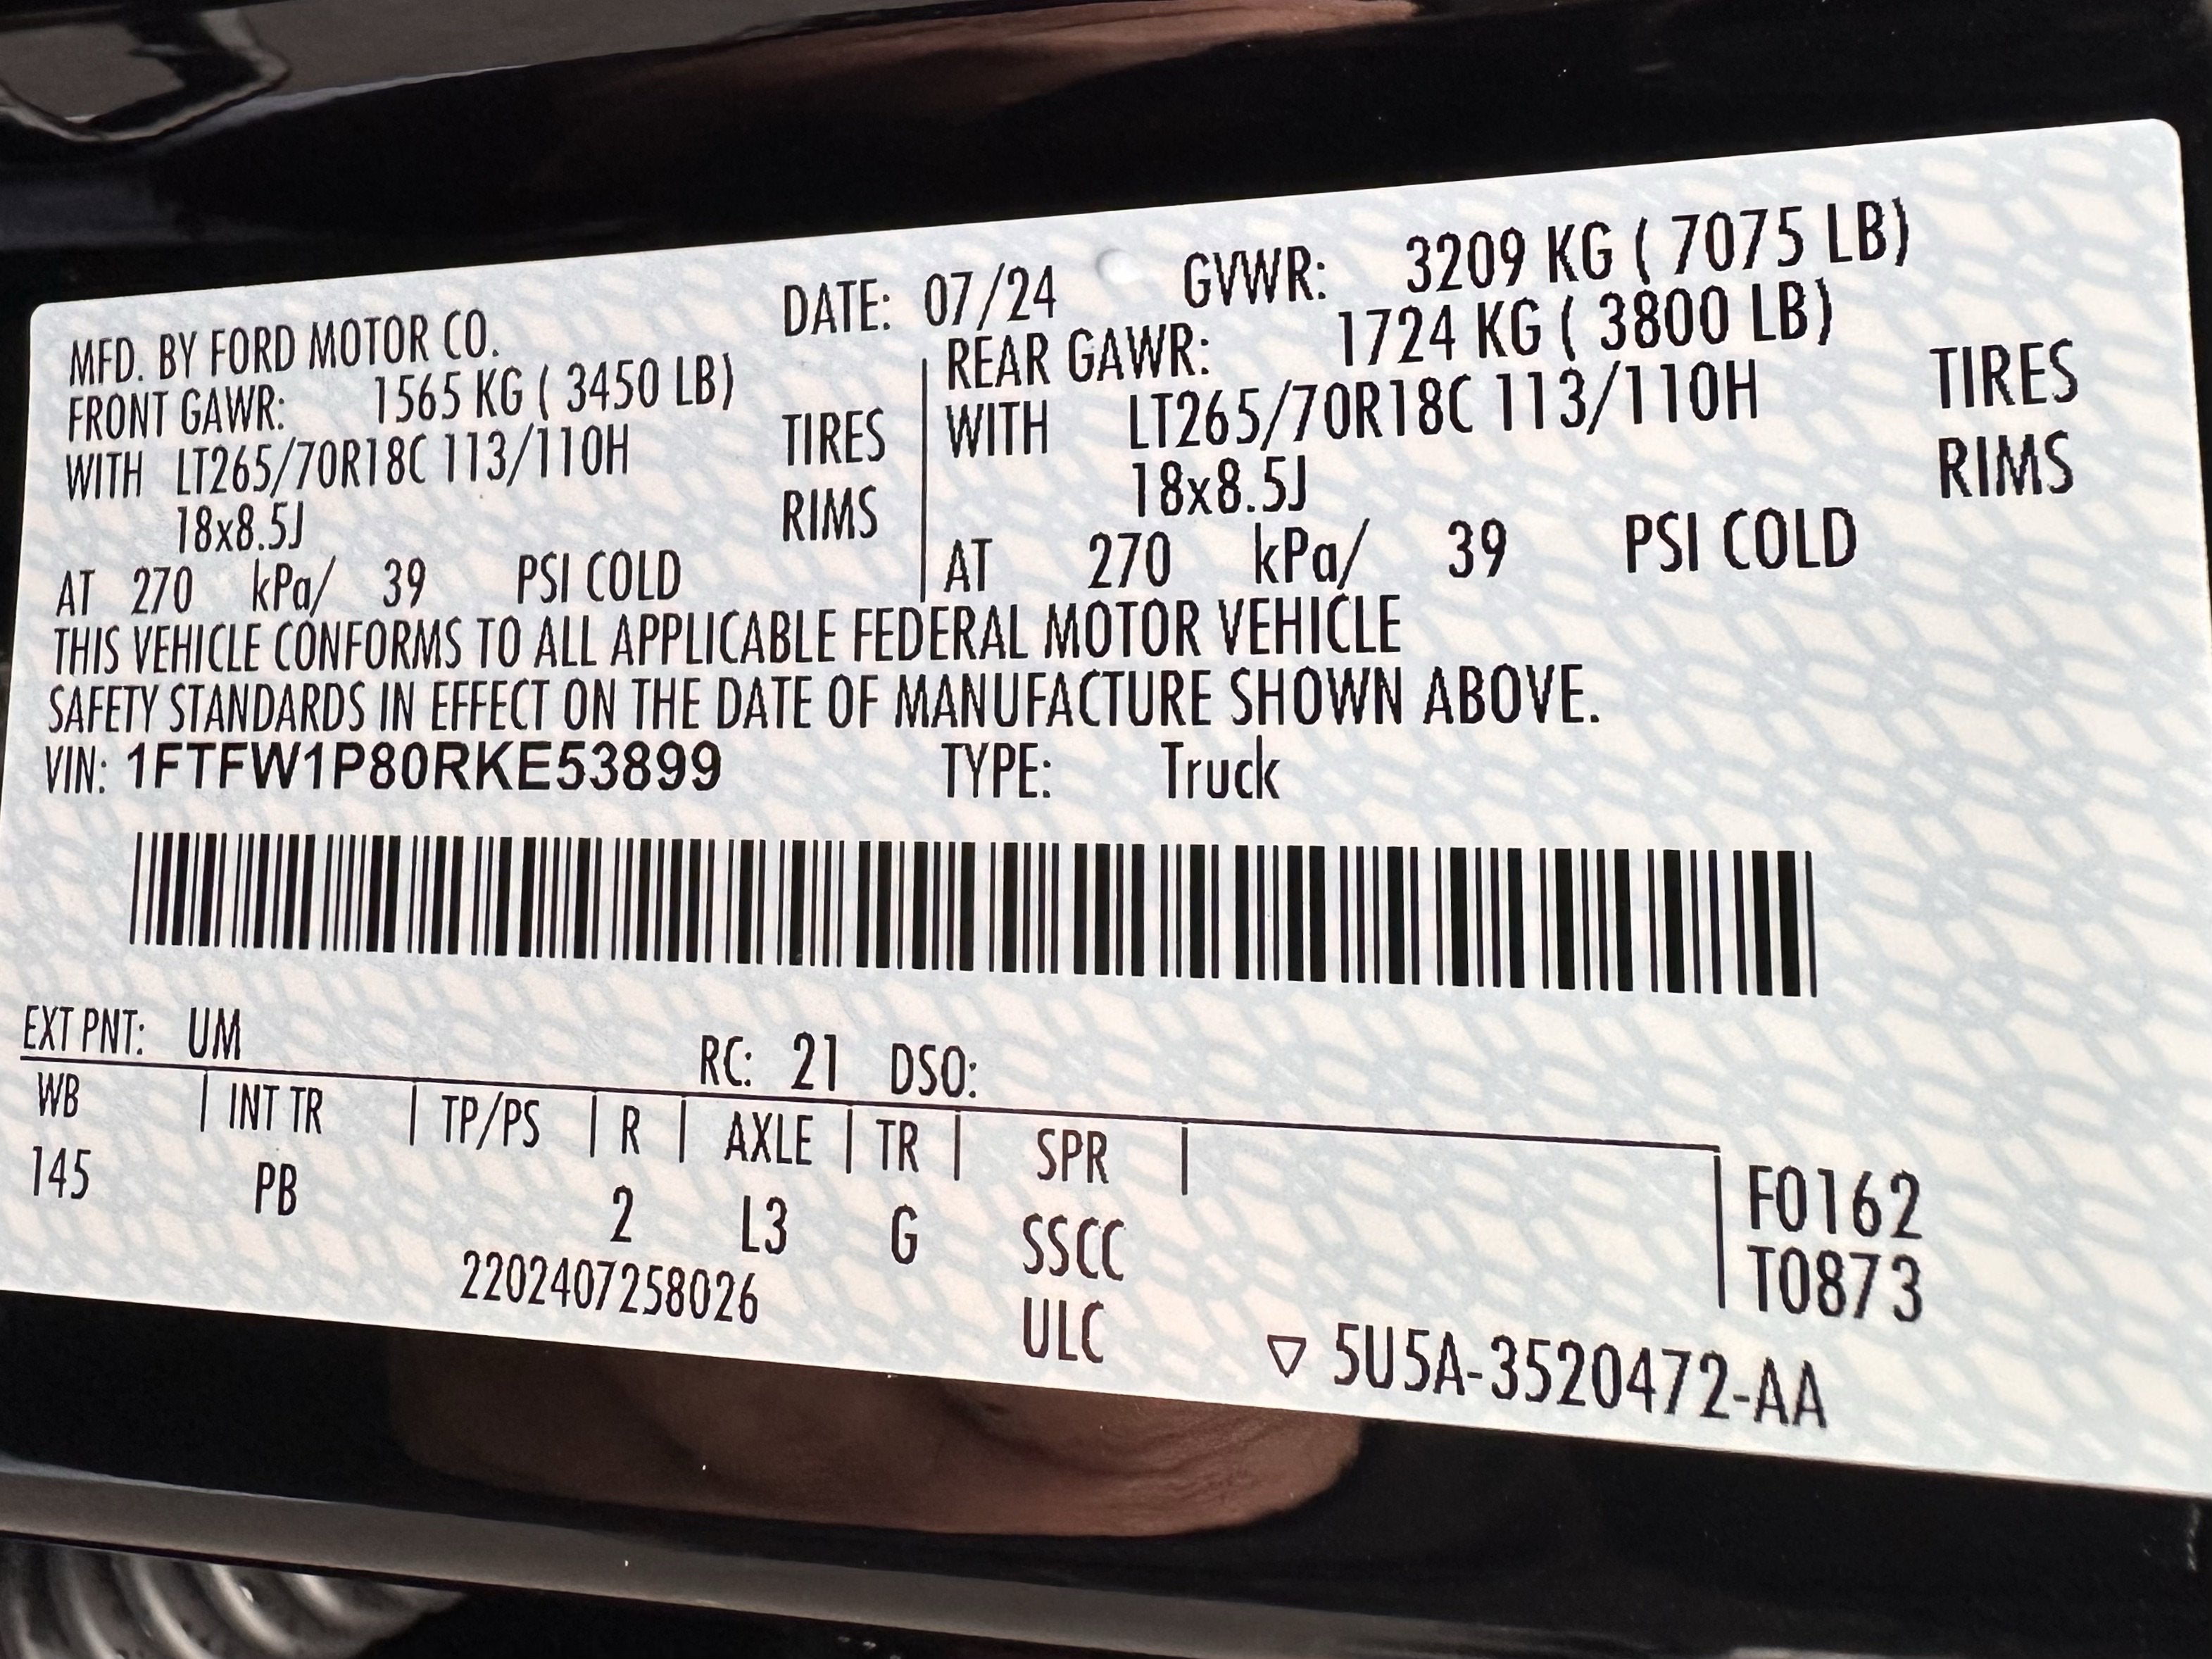 MFD. BY FORD MOTOR CO. DATE: 07/24 GVWR: 3209 KG ( 7075 LB)
FRONT GAWR: 1565 KG ( 3450 LB) REAR GAWR: 1724 KG ( 3800 LB)
WITH LT265/70R18C 113/110H TIRES WITH LT265/70R18C 113/110H TIRES
18x8.5J RIMS 18x8.5J RIMS
AT 270 kPa/ 39 PSI COLD AT 270 kPa/ 39 PSI COLD
THIS VEHICLE CONFORMS TO ALL APPLICABLE FEDERAL MOTOR VEHICLE
SAFETY STANDARDS IN EFFECT ON THE DATE OF MANUFACTURE SHOWN ABOVE.
VIN: 1FTFW1P80RKE53899 TYPE: Truck
EXT PNT: UM RC: 21 DSO:
WB | INT TR | TP/PS | R | AXLE | TR | SPR |
145 PB 2 L3 G SSCC F0162
2202407258026 ULC T0873
▽ 5U5A-3520472-AA